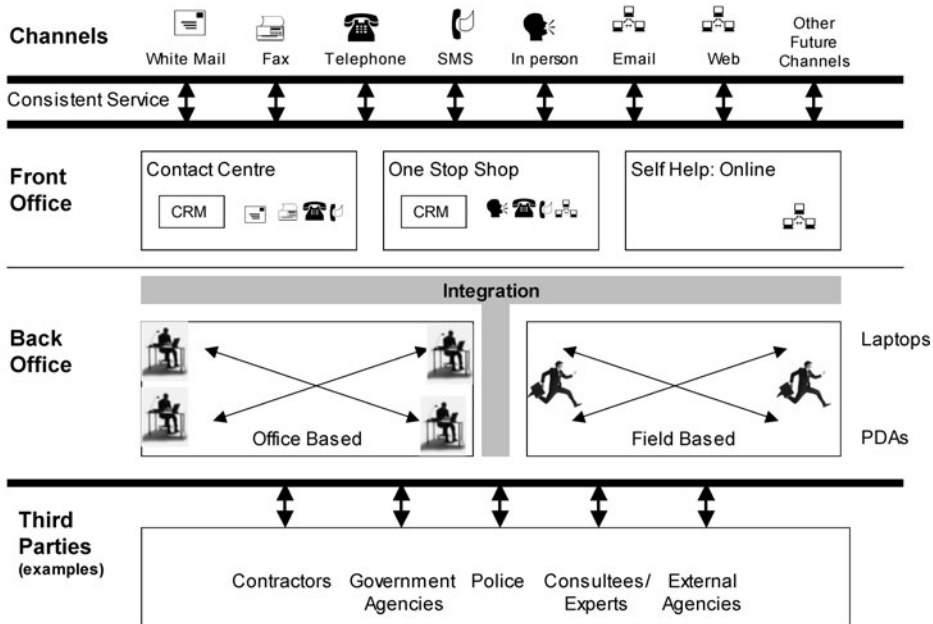 Channels
White Mail
Fax
Telephone
SMS
In person
Email
Web
Other
Future
Channels
Consistent Service
Front
Office
Contact Centre
CRM
One Stop Shop
CRM
Self Help: Online
Integration
Back
Office
Office Based
Field Based
Laptops
PDAs
Third
Parties
(examples)
Contractors
Government
Agencies
Police
Consultees/
Experts
External
Agencies